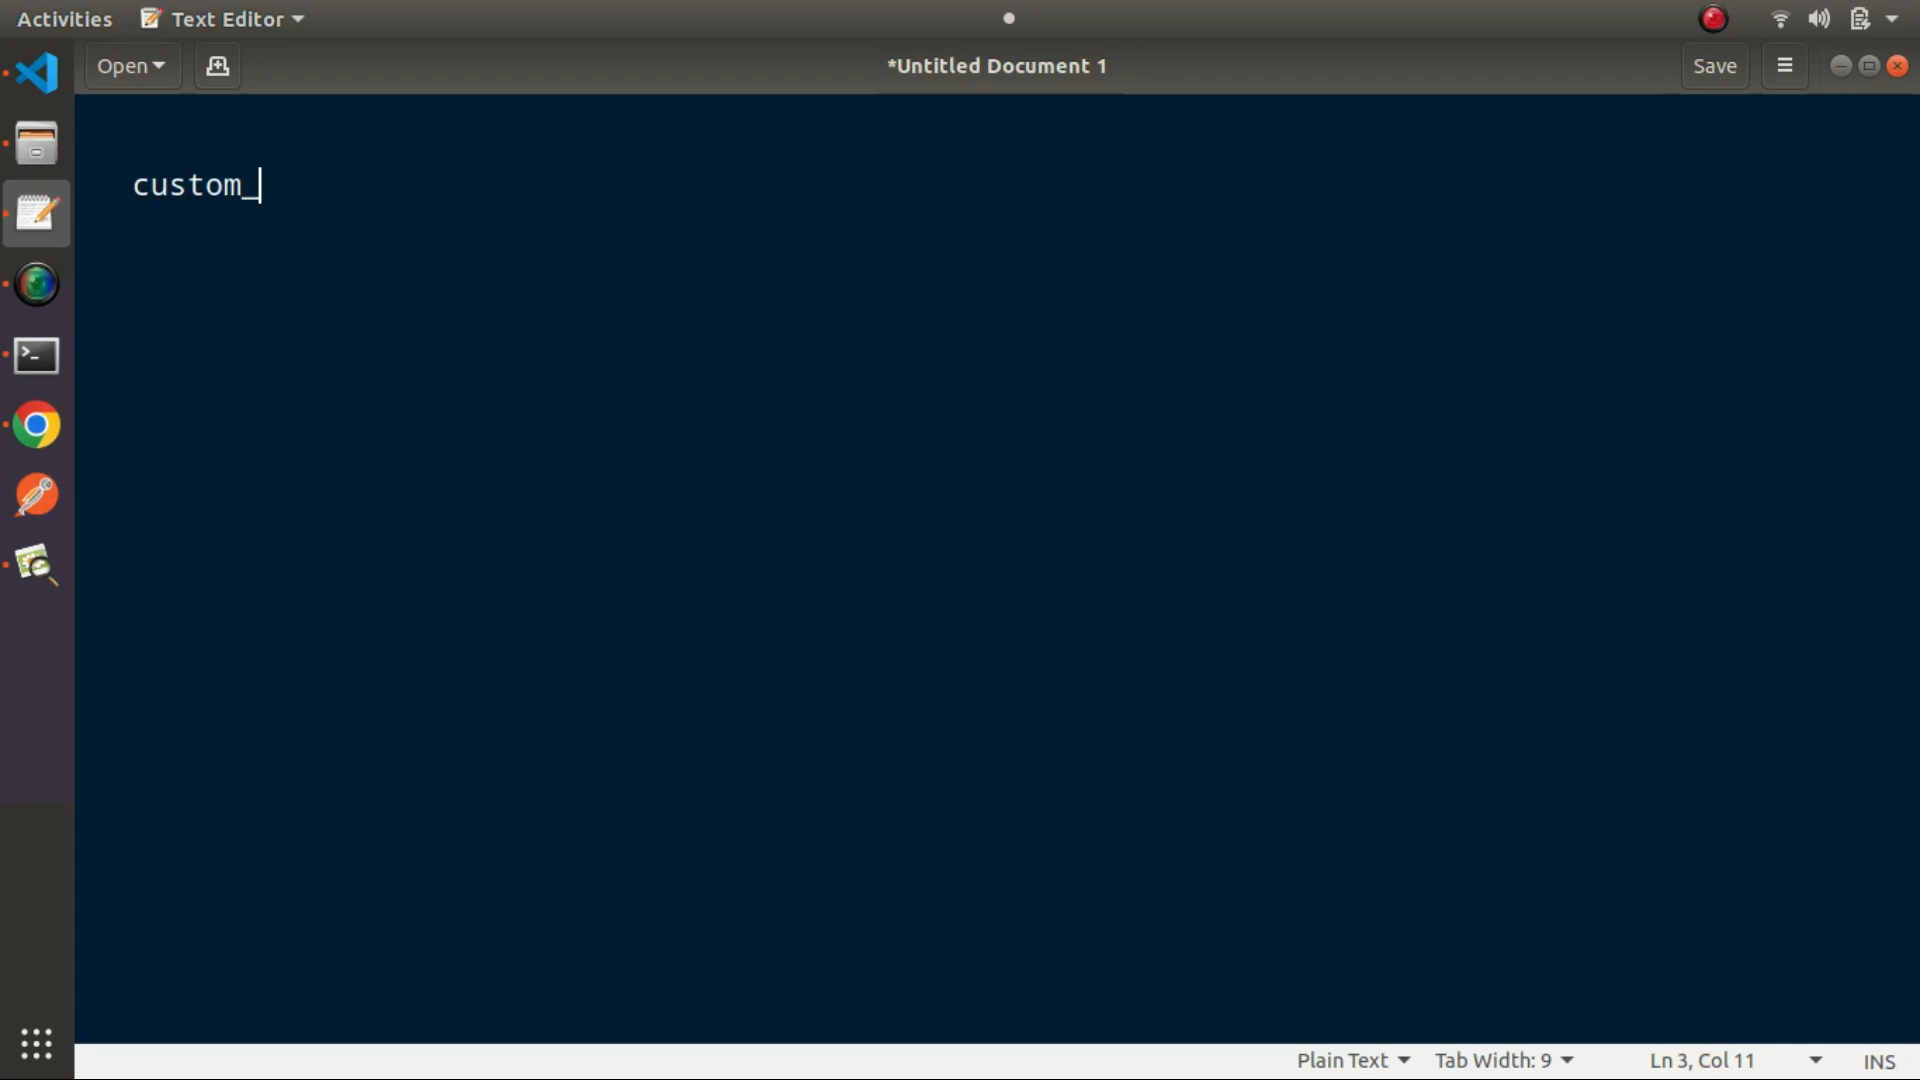 Activities Text Editor
Open *Untitled Document 1 Save
custom_
Plain Text Tab Width: 9 Ln 3, Col 11 INS